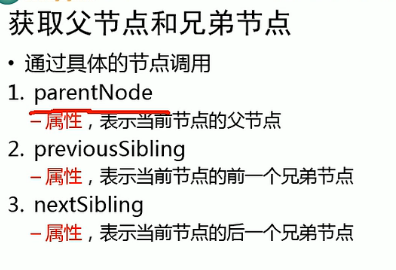 获取父节点和兄弟节点
• 通过具体的节点调用
1. parentNode
– 属性，表示当前节点的父节点
2. previousSibling
– 属性，表示当前节点的前一个兄弟节点
3. nextSibling
– 属性，表示当前节点的后一个兄弟节点